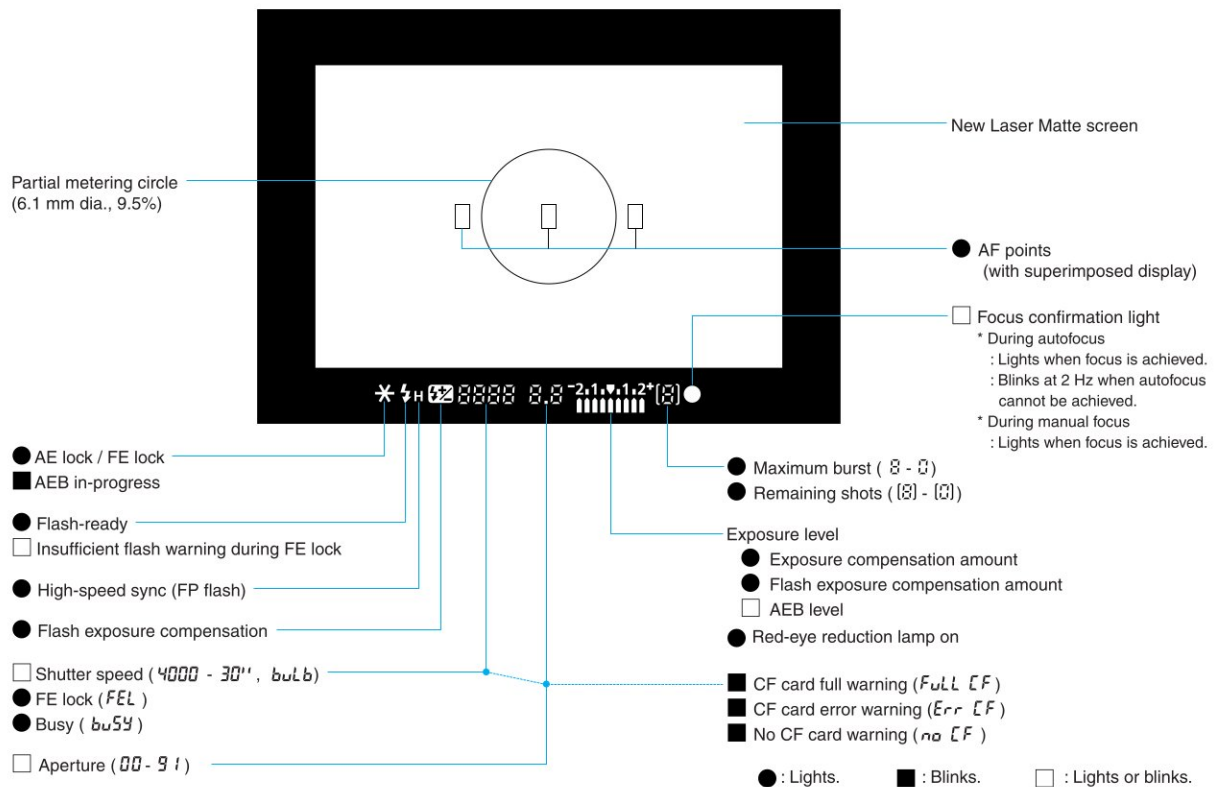 New Laser Matte screen
Partial metering circle
(6.1 mm dia., 9.5%)
AF points
(with superimposed display)
Focus confirmation light
* During autofocus
: Lights when focus is achieved.
: Blinks at 2 Hz when autofocus
cannot be achieved.
* During manual focus
: Lights when focus is achieved.
H 8888 8.8 -2.1.▼.1.2+ [8]
AE lock / FE lock
AEB in-progress
Flash-ready
Insufficient flash warning during FE lock
High-speed sync (FP flash)
Flash exposure compensation
Shutter speed ( 4000 - 30'' , buLb)
FE lock ( FEL )
Busy ( buSY )
Aperture ( 00 - 91 )
Maximum burst ( 8 - 0 )
Remaining shots ( [8] - [0] )
Exposure level
Exposure compensation amount
Flash exposure compensation amount
AEB level
Red-eye reduction lamp on
CF card full warning (FuLL CF )
CF card error warning (Err CF )
No CF card warning ( no CF )
: Lights. : Blinks. : Lights or blinks.